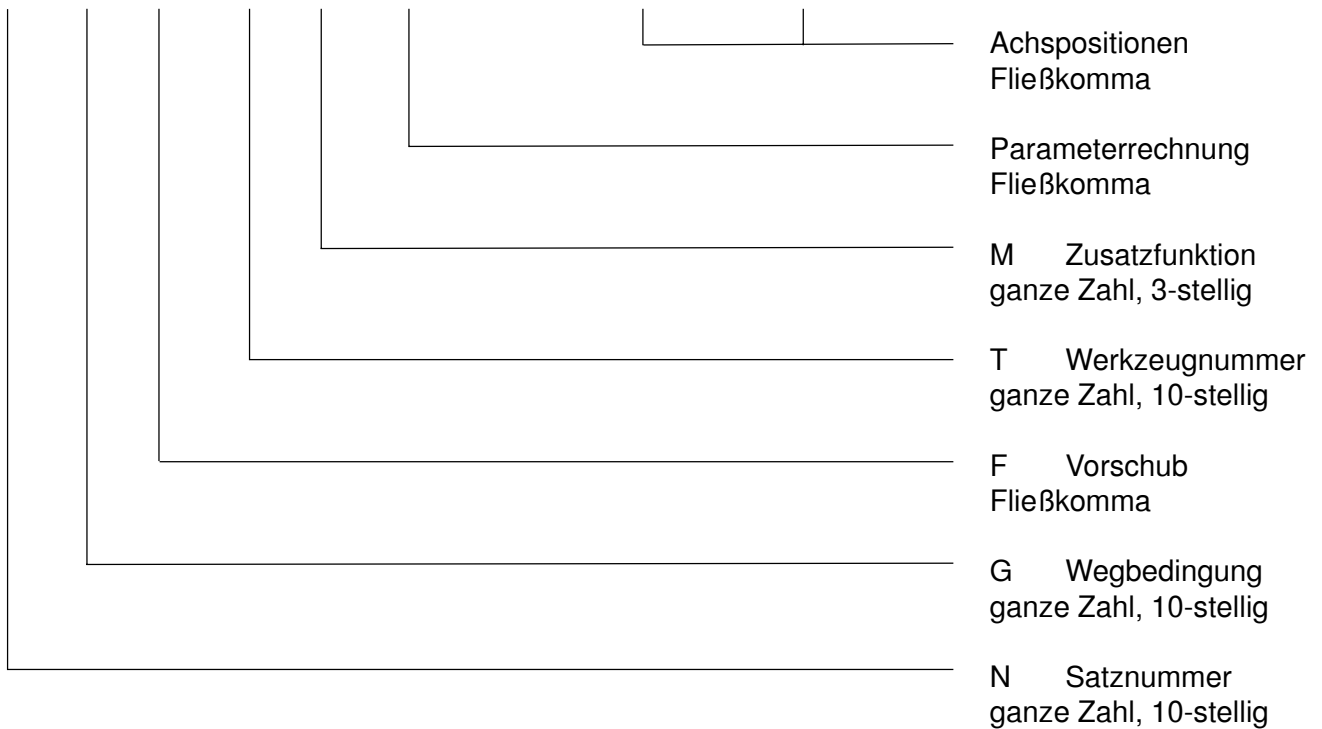 Achspositionen
Fließkomma
Parameterrechnung
Fließkomma
M Zusatzfunktion
ganze Zahl, 3-stellig
T Werkzeugnummer
ganze Zahl, 10-stellig
F Vorschub
Fließkomma
G Wegbedingung
ganze Zahl, 10-stellig
N Satznummer
ganze Zahl, 10-stellig